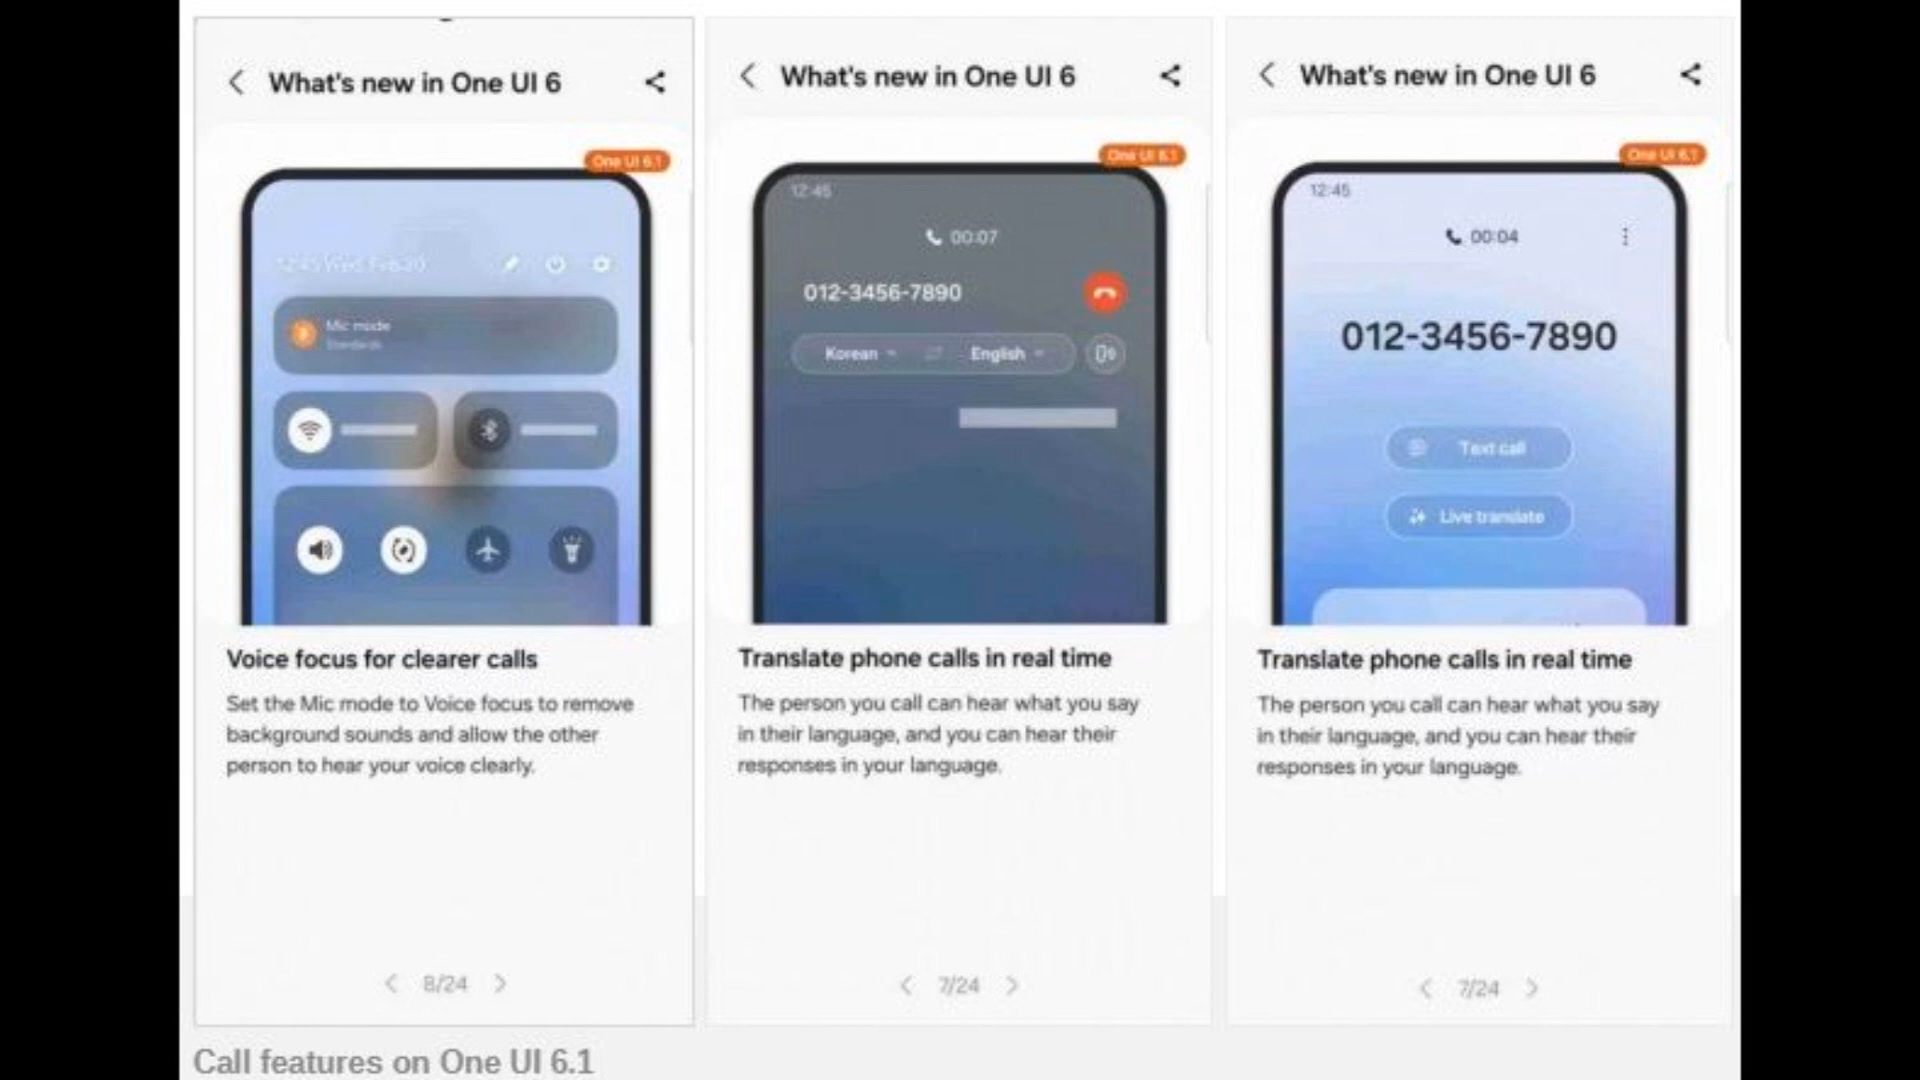 What's new in One UI 6
One UI 6.1
12:45 Wed, Feb 20
Mic mode
Standards
Voice focus for clearer calls
Set the Mic mode to Voice focus to remove
background sounds and allow the other
person to hear your voice clearly.
8/24
What's new in One UI 6
One UI 6.1
12:45
00:07
012-3456-7890
Korean
English
Translate phone calls in real time
The person you call can hear what you say
in their language, and you can hear their
responses in your language.
7/24
What's new in One UI 6
One UI 6.1
12:45
00:04
012-3456-7890
Text call
Live translate
Translate phone calls in real time
The person you call can hear what you say
in their language, and you can hear their
responses in your language.
7/24
Call features on One UI 6.1